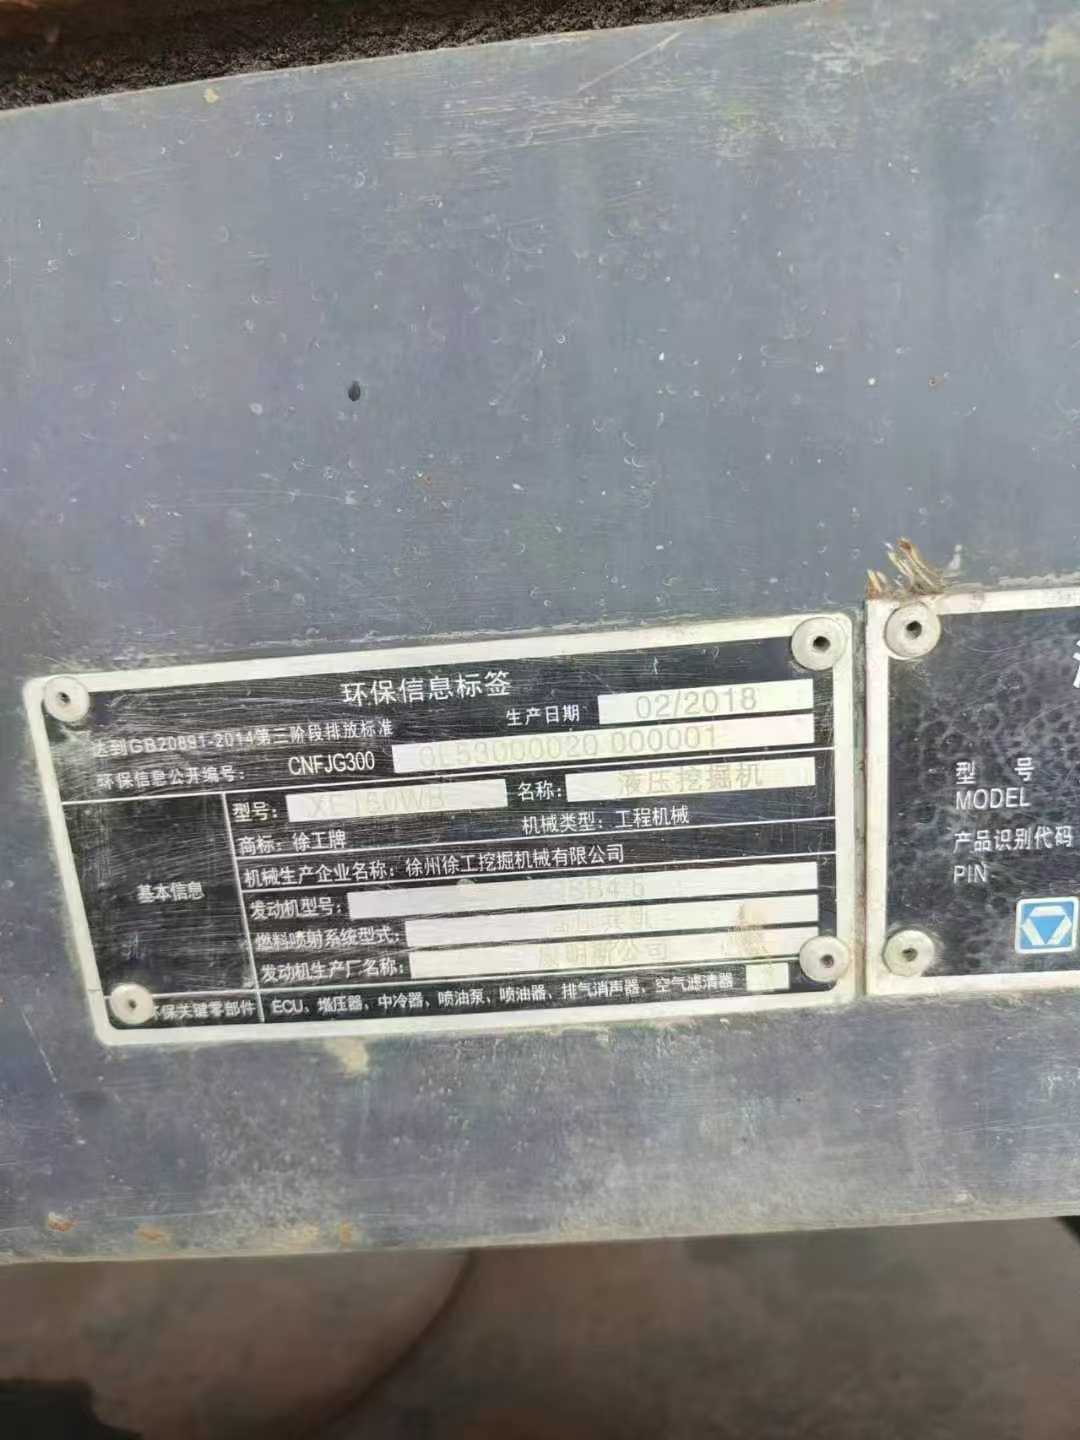 环保信息标签
达到GB20891-2014第三阶段排放标准
生产日期 02/2018
环保信息公开编号: CNFJG300 000001
基本信息
型号:
名称: 液压挖掘机
商标: 徐工牌
机械类型: 工程机械
机械生产企业名称: 徐州徐工挖掘机械有限公司
发动机型号:
燃料喷射系统型式:
发动机生产厂名称: 康明斯公司
环保关键零部件
ECU、增压器、中冷器、喷油泵、喷油器、排气消声器、空气滤清器
型 号
MODEL
产品识别代码
PIN